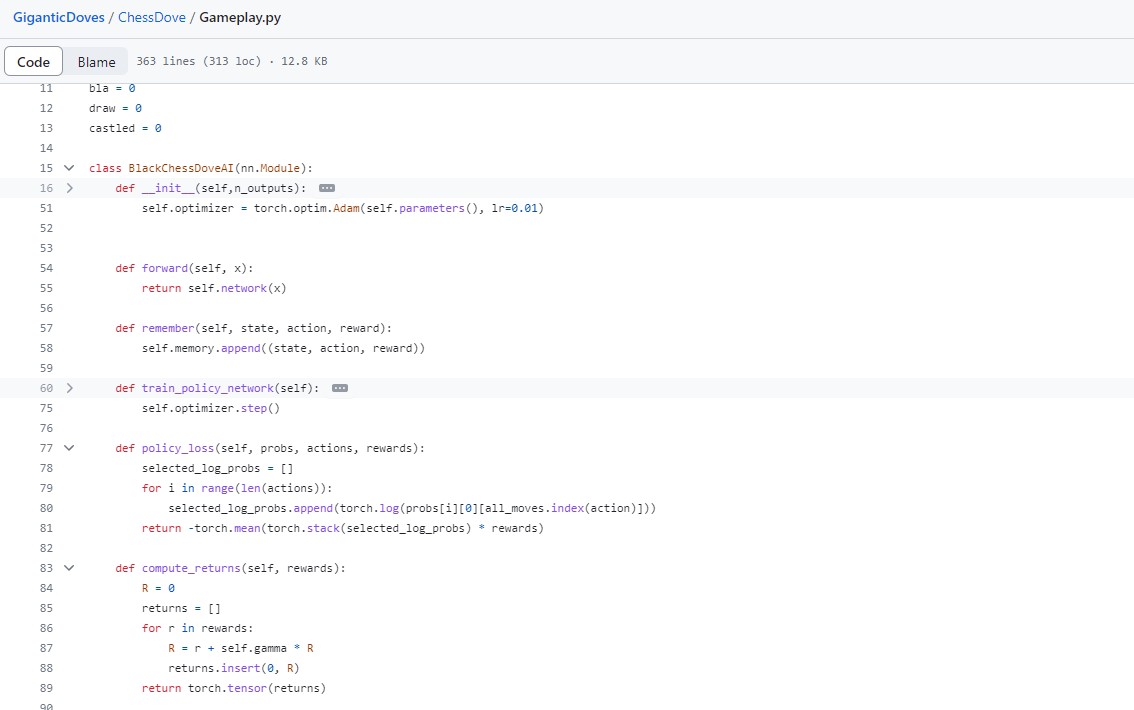 GiganticDoves / ChessDove / Gameplay.py
Code Blame 363 lines (313 loc) · 12.8 KB
11 bla = 0
12 draw = 0
13 castled = 0
14
15 class BlackChessDoveAI(nn.Module):
16 def __init__(self,n_outputs): ···
51 self.optimizer = torch.optim.Adam(self.parameters(), lr=0.01)
52
53
54 def forward(self, x):
55 return self.network(x)
56
57 def remember(self, state, action, reward):
58 self.memory.append((state, action, reward))
59
60 def train_policy_network(self): ···
75 self.optimizer.step()
76
77 def policy_loss(self, probs, actions, rewards):
78 selected_log_probs = []
79 for i in range(len(actions)):
80 selected_log_probs.append(torch.log(probs[i][0][all_moves.index(action)]))
81 return -torch.mean(torch.stack(selected_log_probs) * rewards)
82
83 def compute_returns(self, rewards):
84 R = 0
85 returns = []
86 for r in rewards:
87 R = r + self.gamma * R
88 returns.insert(0, R)
89 return torch.tensor(returns)
90